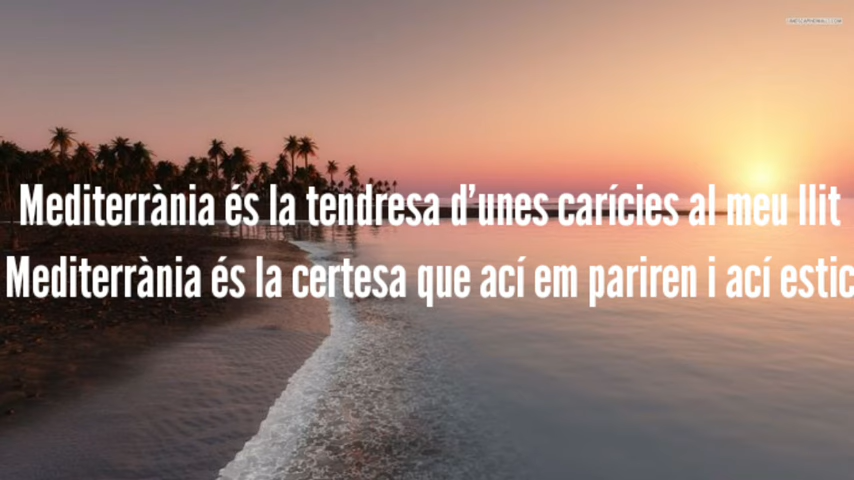 Mediterrània és la tendresa d'unes carícies al meu llit
Mediterrània és la certesa que ací em pariren i ací estic